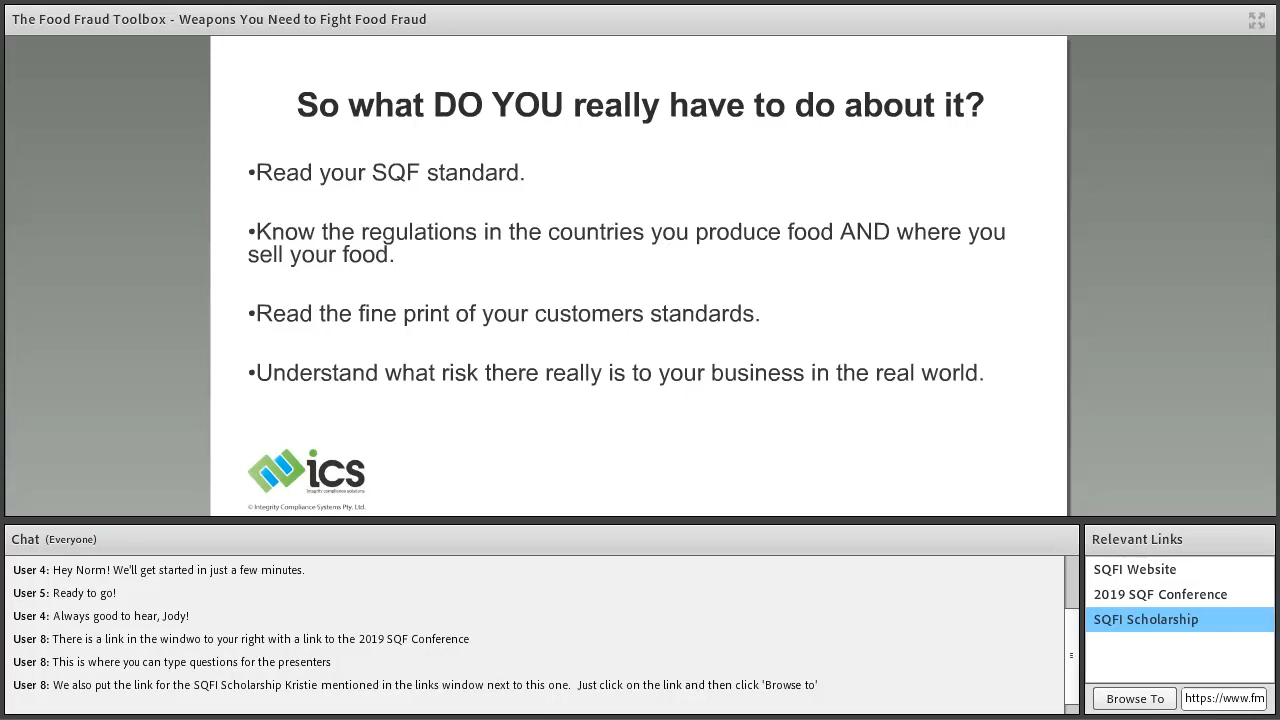 The Food Fraud Toolbox - Weapons You Need to Fight Food Fraud
So what DO YOU really have to do about it?
•Read your SQF standard.
•Know the regulations in the countries you produce food AND where you
sell your food.
•Read the fine print of your customers standards.
•Understand what risk there really is to your business in the real world.
ics
integrity compliance solutions
© Integrity Compliance Systems Pty. Ltd.
Chat (Everyone)
User 4: Hey Norm! We'll get started in just a few minutes.
User 5: Ready to go!
User 4: Always good to hear, Jody!
User 8: There is a link in the windwo to your right with a link to the 2019 SQF Conference
User 8: This is where you can type questions for the presenters
User 8: We also put the link for the SQFI Scholarship Kristie mentioned in the links window next to this one.  Just click on the link and then click 'Browse to'
Relevant Links
SQFI Website
2019 SQF Conference
SQFI Scholarship
Browse To
https://www.fm